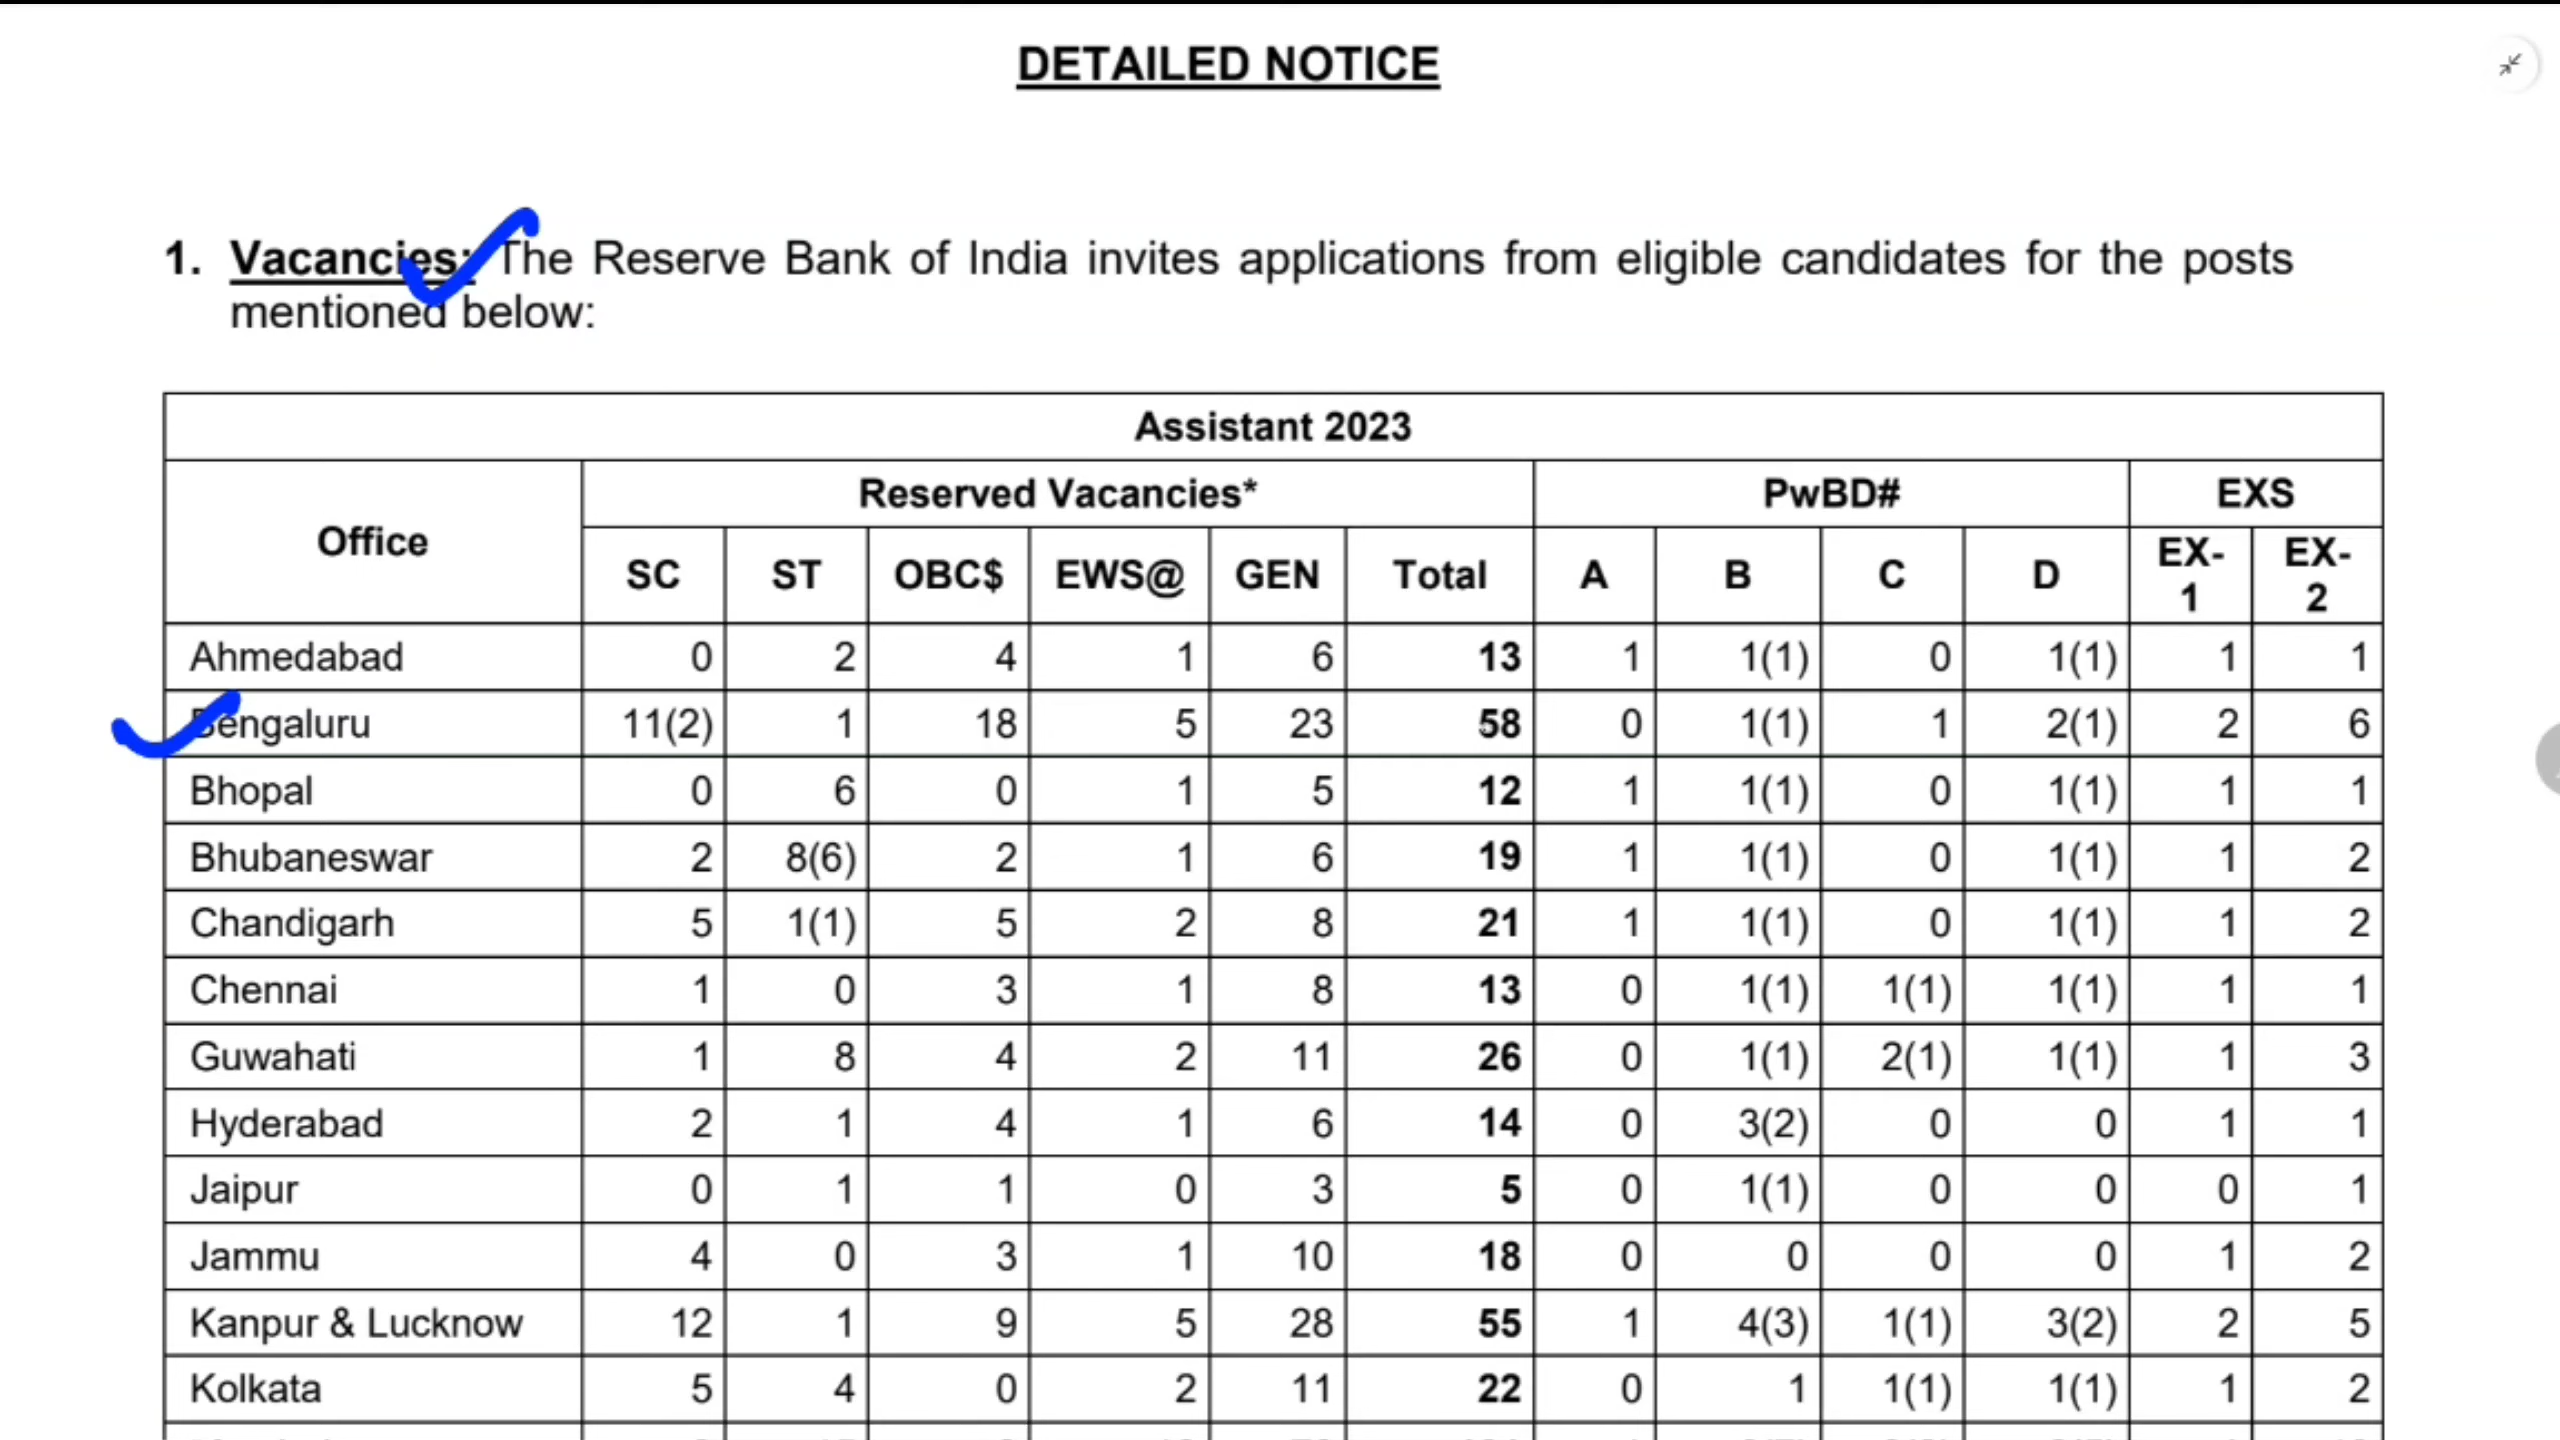 DETAILED NOTICE
1. Vacancies: The Reserve Bank of India invites applications from eligible candidates for the posts
mentioned below:
Assistant 2023
Office Reserved Vacancies* PwBD# EXS
SC ST OBC$ EWS@ GEN Total A B C D EX-1 EX-2
Ahmedabad 0 2 4 1 6 13 1 1(1) 0 1(1) 1 1
Bengaluru 11(2) 1 18 5 23 58 0 1(1) 1 2(1) 2 6
Bhopal 0 6 0 1 5 12 1 1(1) 0 1(1) 1 1
Bhubaneswar 2 8(6) 2 1 6 19 1 1(1) 0 1(1) 1 2
Chandigarh 5 1(1) 5 2 8 21 1 1(1) 0 1(1) 1 2
Chennai 1 0 3 1 8 13 0 1(1) 1(1) 1(1) 1 1
Guwahati 1 8 4 2 11 26 0 1(1) 2(1) 1(1) 1 3
Hyderabad 2 1 4 1 6 14 0 3(2) 0 0 1 1
Jaipur 0 1 1 0 3 5 0 1(1) 0 0 0 1
Jammu 4 0 3 1 10 18 0 0 0 0 1 2
Kanpur & Lucknow 12 1 9 5 28 55 1 4(3) 1(1) 3(2) 2 5
Kolkata 5 4 0 2 11 22 0 1 1(1) 1(1) 1 2